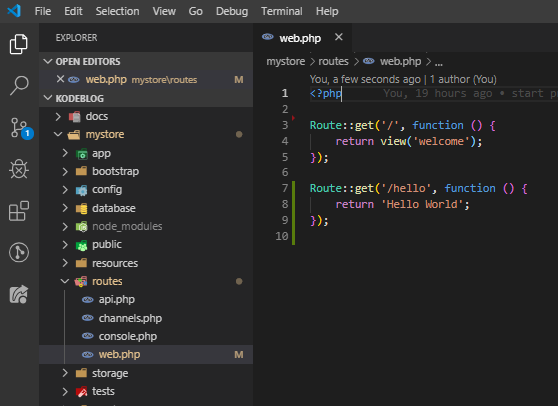 File Edit Selection View Go Debug Terminal Help
EXPLORER
OPEN EDITORS
web.php mystore\routes M
KODEBLOG
docs
mystore
app
bootstrap
config
database
node_modules
public
resources
routes
api.php
channels.php
console.php
web.php M
storage
tests
1
web.php
mystore > routes > web.php > ...
You, a few seconds ago | 1 author (You)
1 <?php You, 19 hours ago • start
2
3 Route::get('/', function () {
4 return view('welcome');
5 });
6
7 Route::get('/hello', function () {
8 return 'Hello World';
9 });
10